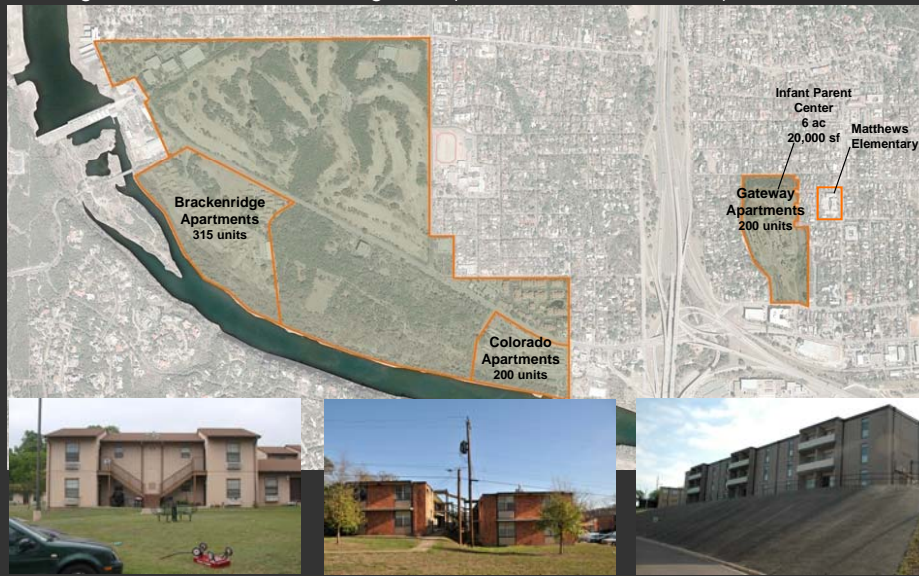 Brackenridge
Apartments
315 units
Colorado
Apartments
200 units
Infant Parent
Center
6 ac
20,000 sf
Matthews
Elementary
Gateway
Apartments
200 units